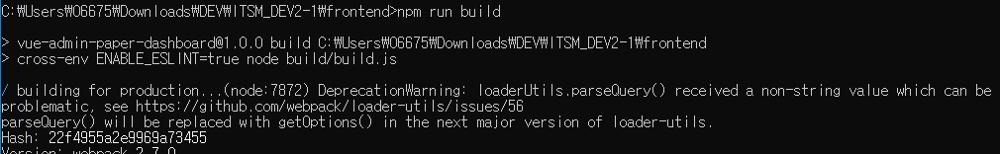 C:₩Users₩06675₩Downloads₩DEV₩ITSM_DEV2-1₩frontend>npm run build
> vue-admin-paper-dashboard@1.0.0 build C:₩Users₩06675₩Downloads₩DEV₩ITSM_DEV2-1₩frontend
> cross-env ENABLE_ESLINT=true node build/build.js
/ building for production...(node:7872) DeprecationWarning: loaderUtils.parseQuery() received a non-string value which can be
problematic, see https://github.com/webpack/loader-utils/issues/56
parseQuery() will be replaced with getOptions() in the next major version of loader-utils.
Hash: 22f4955a2e9969a73455
Version: webpack 2.7.0